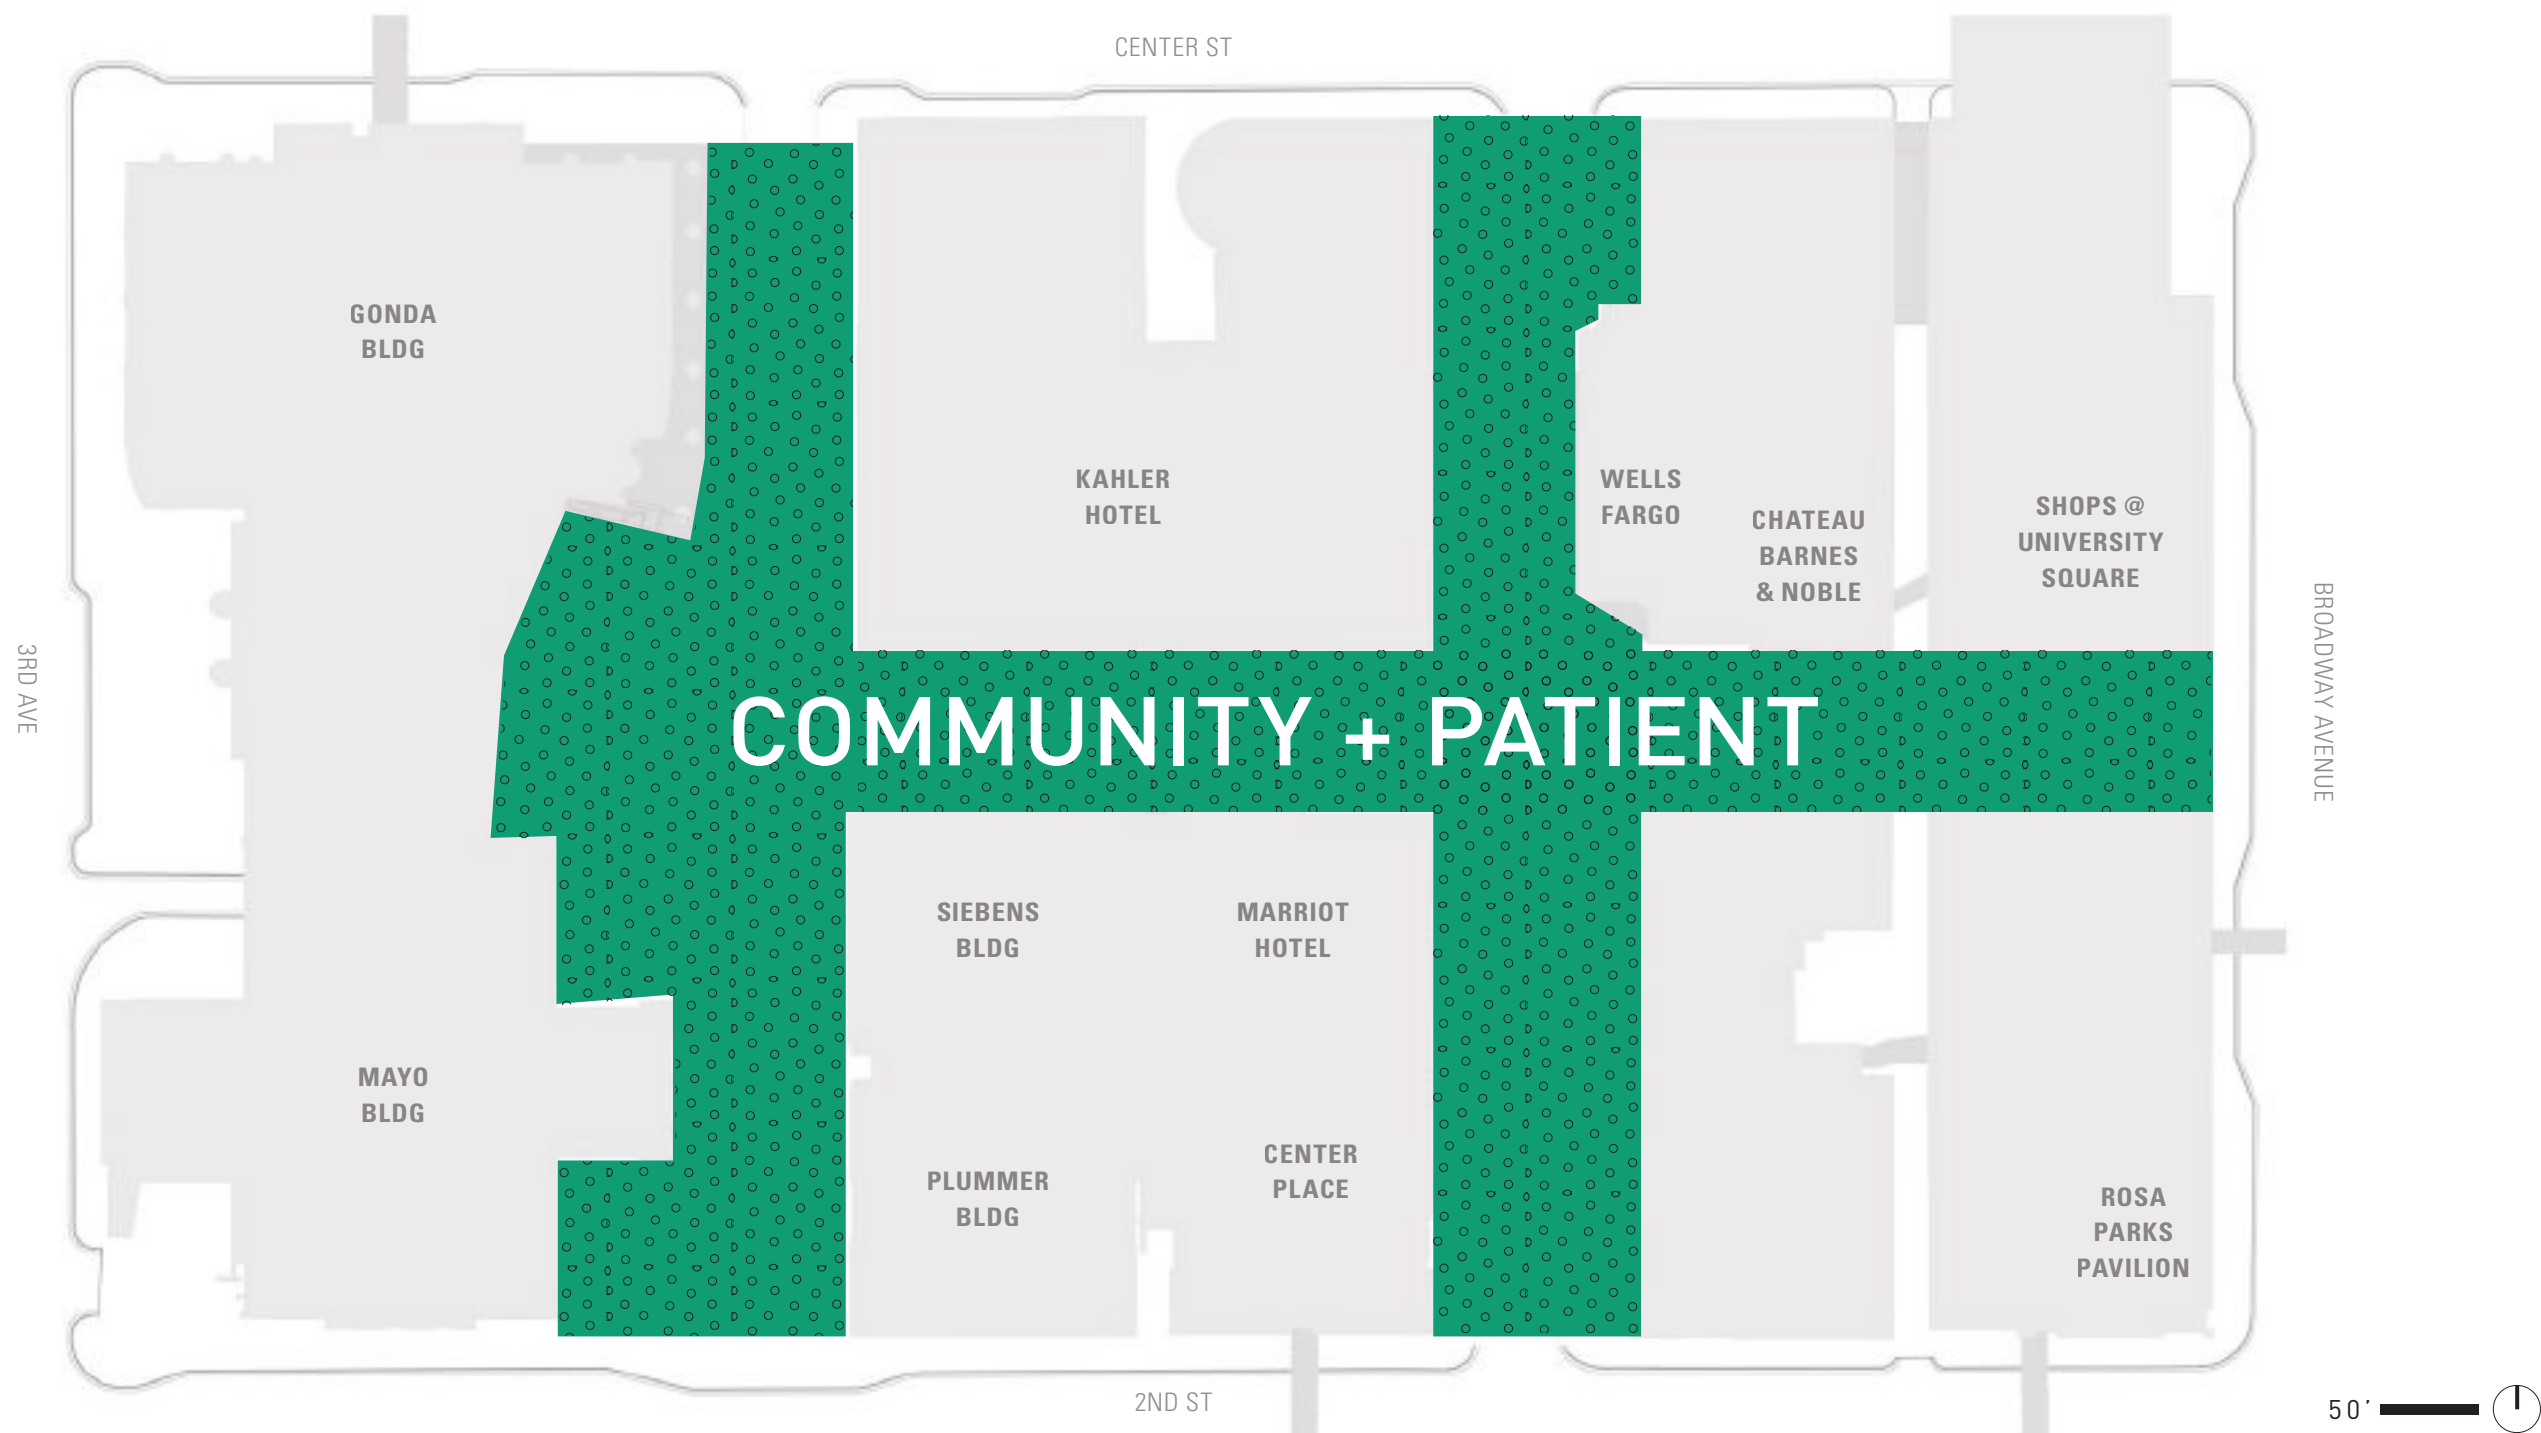 CENTER ST
GONDA
BLDG
KAHLER
HOTEL
WELLS
FARGO
CHATEAU
BARNES
& NOBLE
SHOPS @
UNIVERSITY
SQUARE
3RD AVE
BROADWAY AVENUE
COMMUNITY + PATIENT
SIEBENS
BLDG
MARRIOT
HOTEL
MAYO
BLDG
PLUMMER
BLDG
CENTER
PLACE
ROSA
PARKS
PAVILION
2ND ST
50'